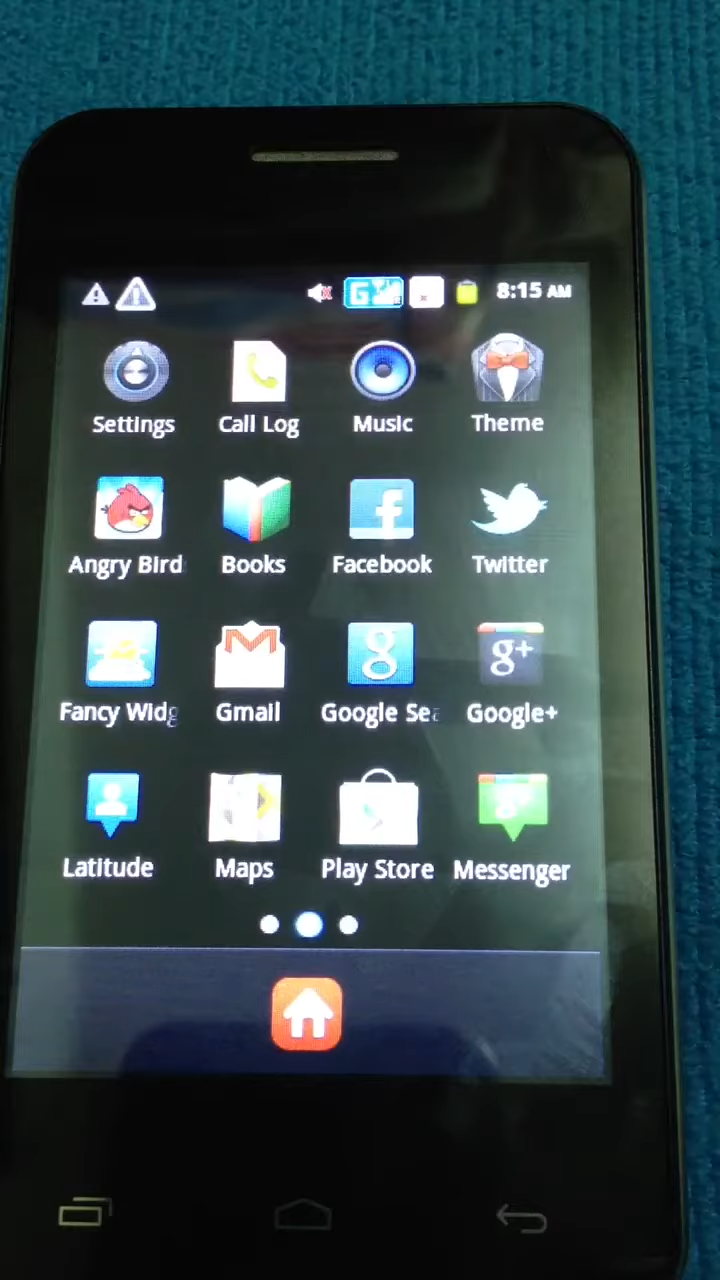 G 8:15 AM
Settings Call Log Music Theme
Angry Bird Books Facebook Twitter
Fancy Widg Gmail Google Sea Google+
Latitude Maps Play Store Messenger